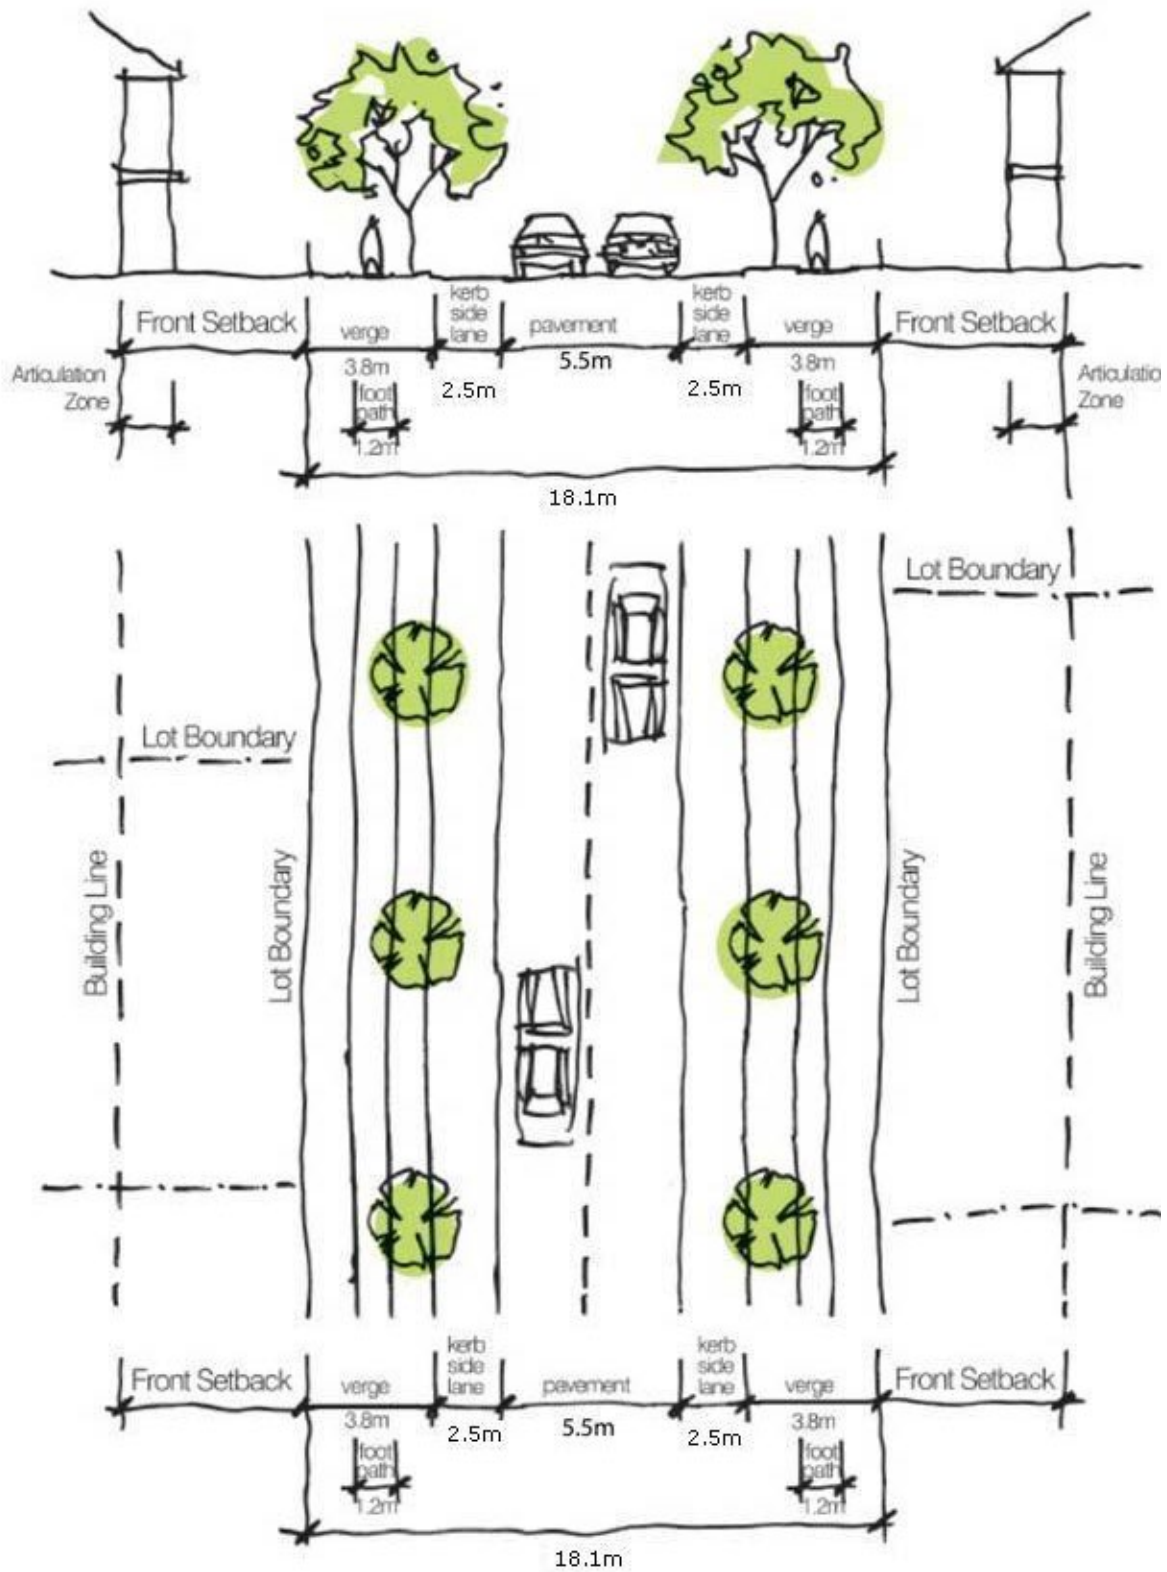 Front Setback
verge
kerb
side
lane
pavement
kerb
side
lane
verge
Front Setback
3.8m
2.5m
5.5m
2.5m
3.8m
Articulation
Zone
foot
path
1.2m
foot
path
1.2m
Articulatio
Zone
18.1m
Lot Boundary
Lot Boundary
Building Line
Lot Boundary
Lot Boundary
Building Line
Front Setback
verge
kerb
side
lane
pavement
kerb
side
lane
verge
Front Setback
3.8m
2.5m
5.5m
2.5m
3.8m
foot
path
1.2m
foot
path
1.2m
18.1m